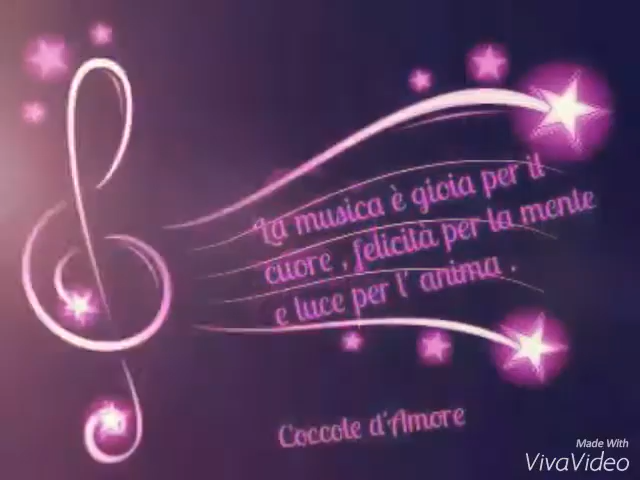 La musica è gioia per il
cuore , felicità per la mente
e luce per l' anima .
Coccole d'Amore
Made With
VivaVideo